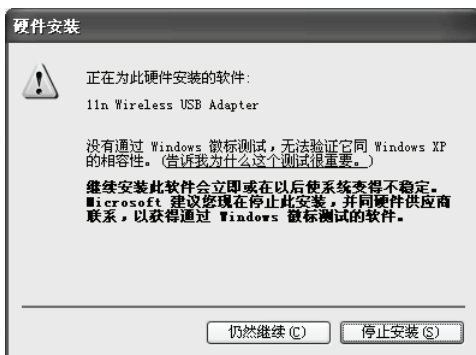 硬件安装
正在为此硬件安装的软件:
11n Wireless USB Adapter
没有通过 Windows 徽标测试，无法验证它同 Windows XP
的相容性。(告诉我为什么这个测试很重要。)
继续安装此软件会立即或在以后使系统变得不稳定。
Microsoft 建议您现在停止此安装，并同硬件供应商
联系，以获得通过 Windows 徽标测试的软件。
仍然继续(C)
停止安装(S)